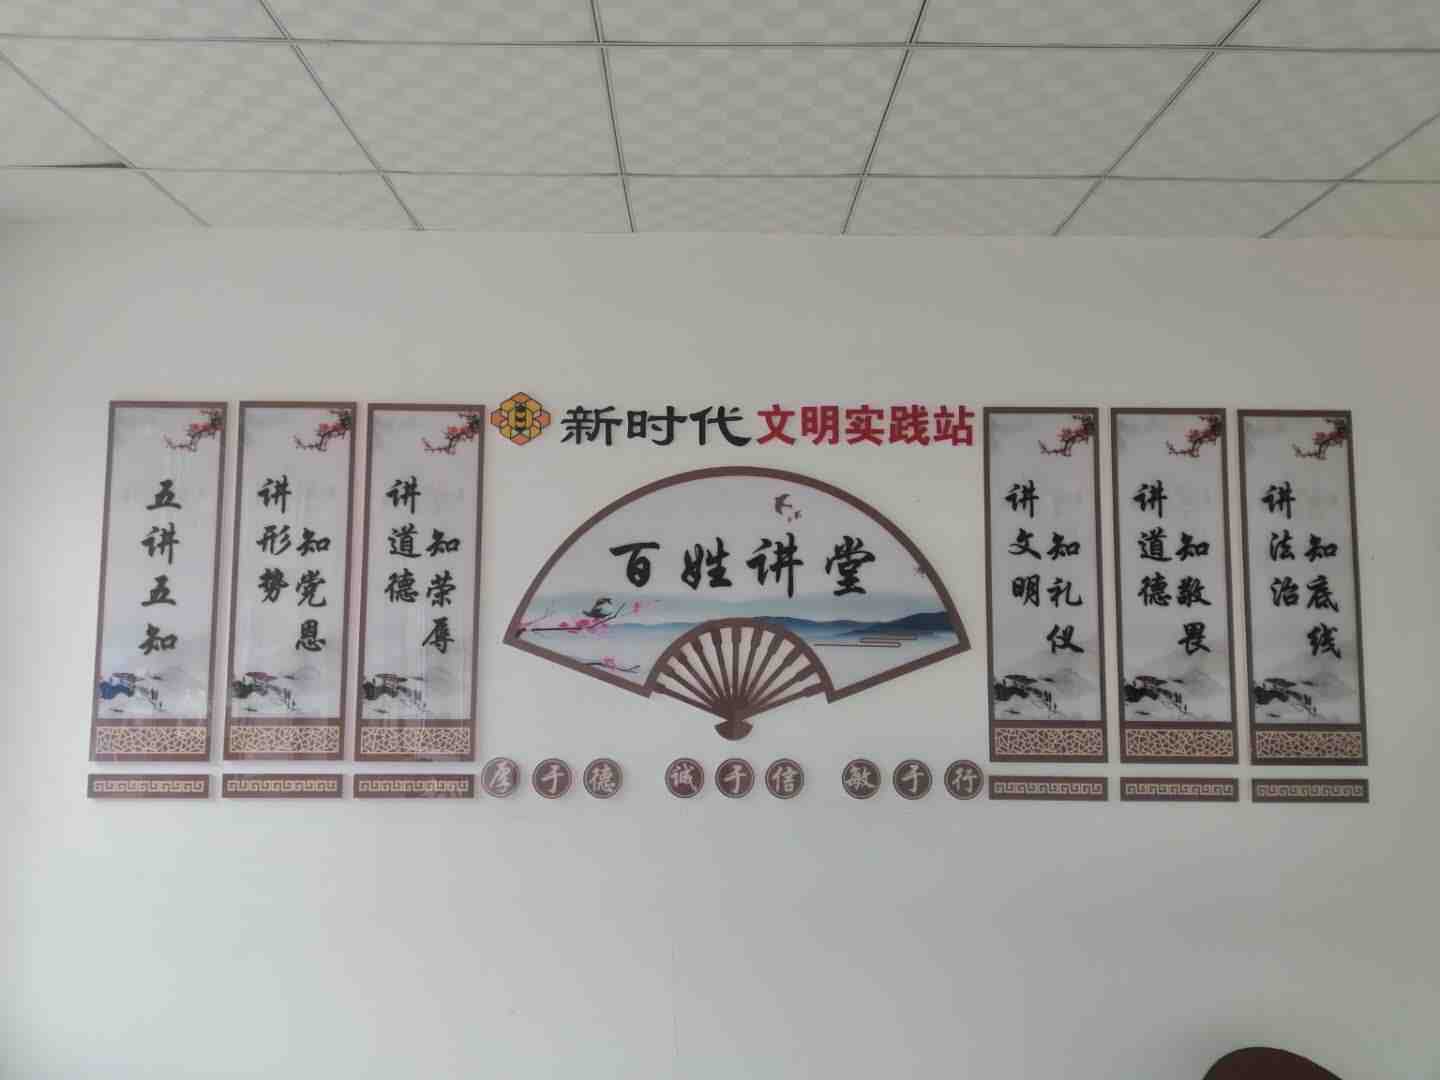 新时代文明实践站
五讲五知
讲形势
知党恩
讲道德
知荣辱
百姓讲堂
讲文明
知礼仪
讲道德
知敬畏
讲法治
知底线
厚于德 诚于信 敏于行